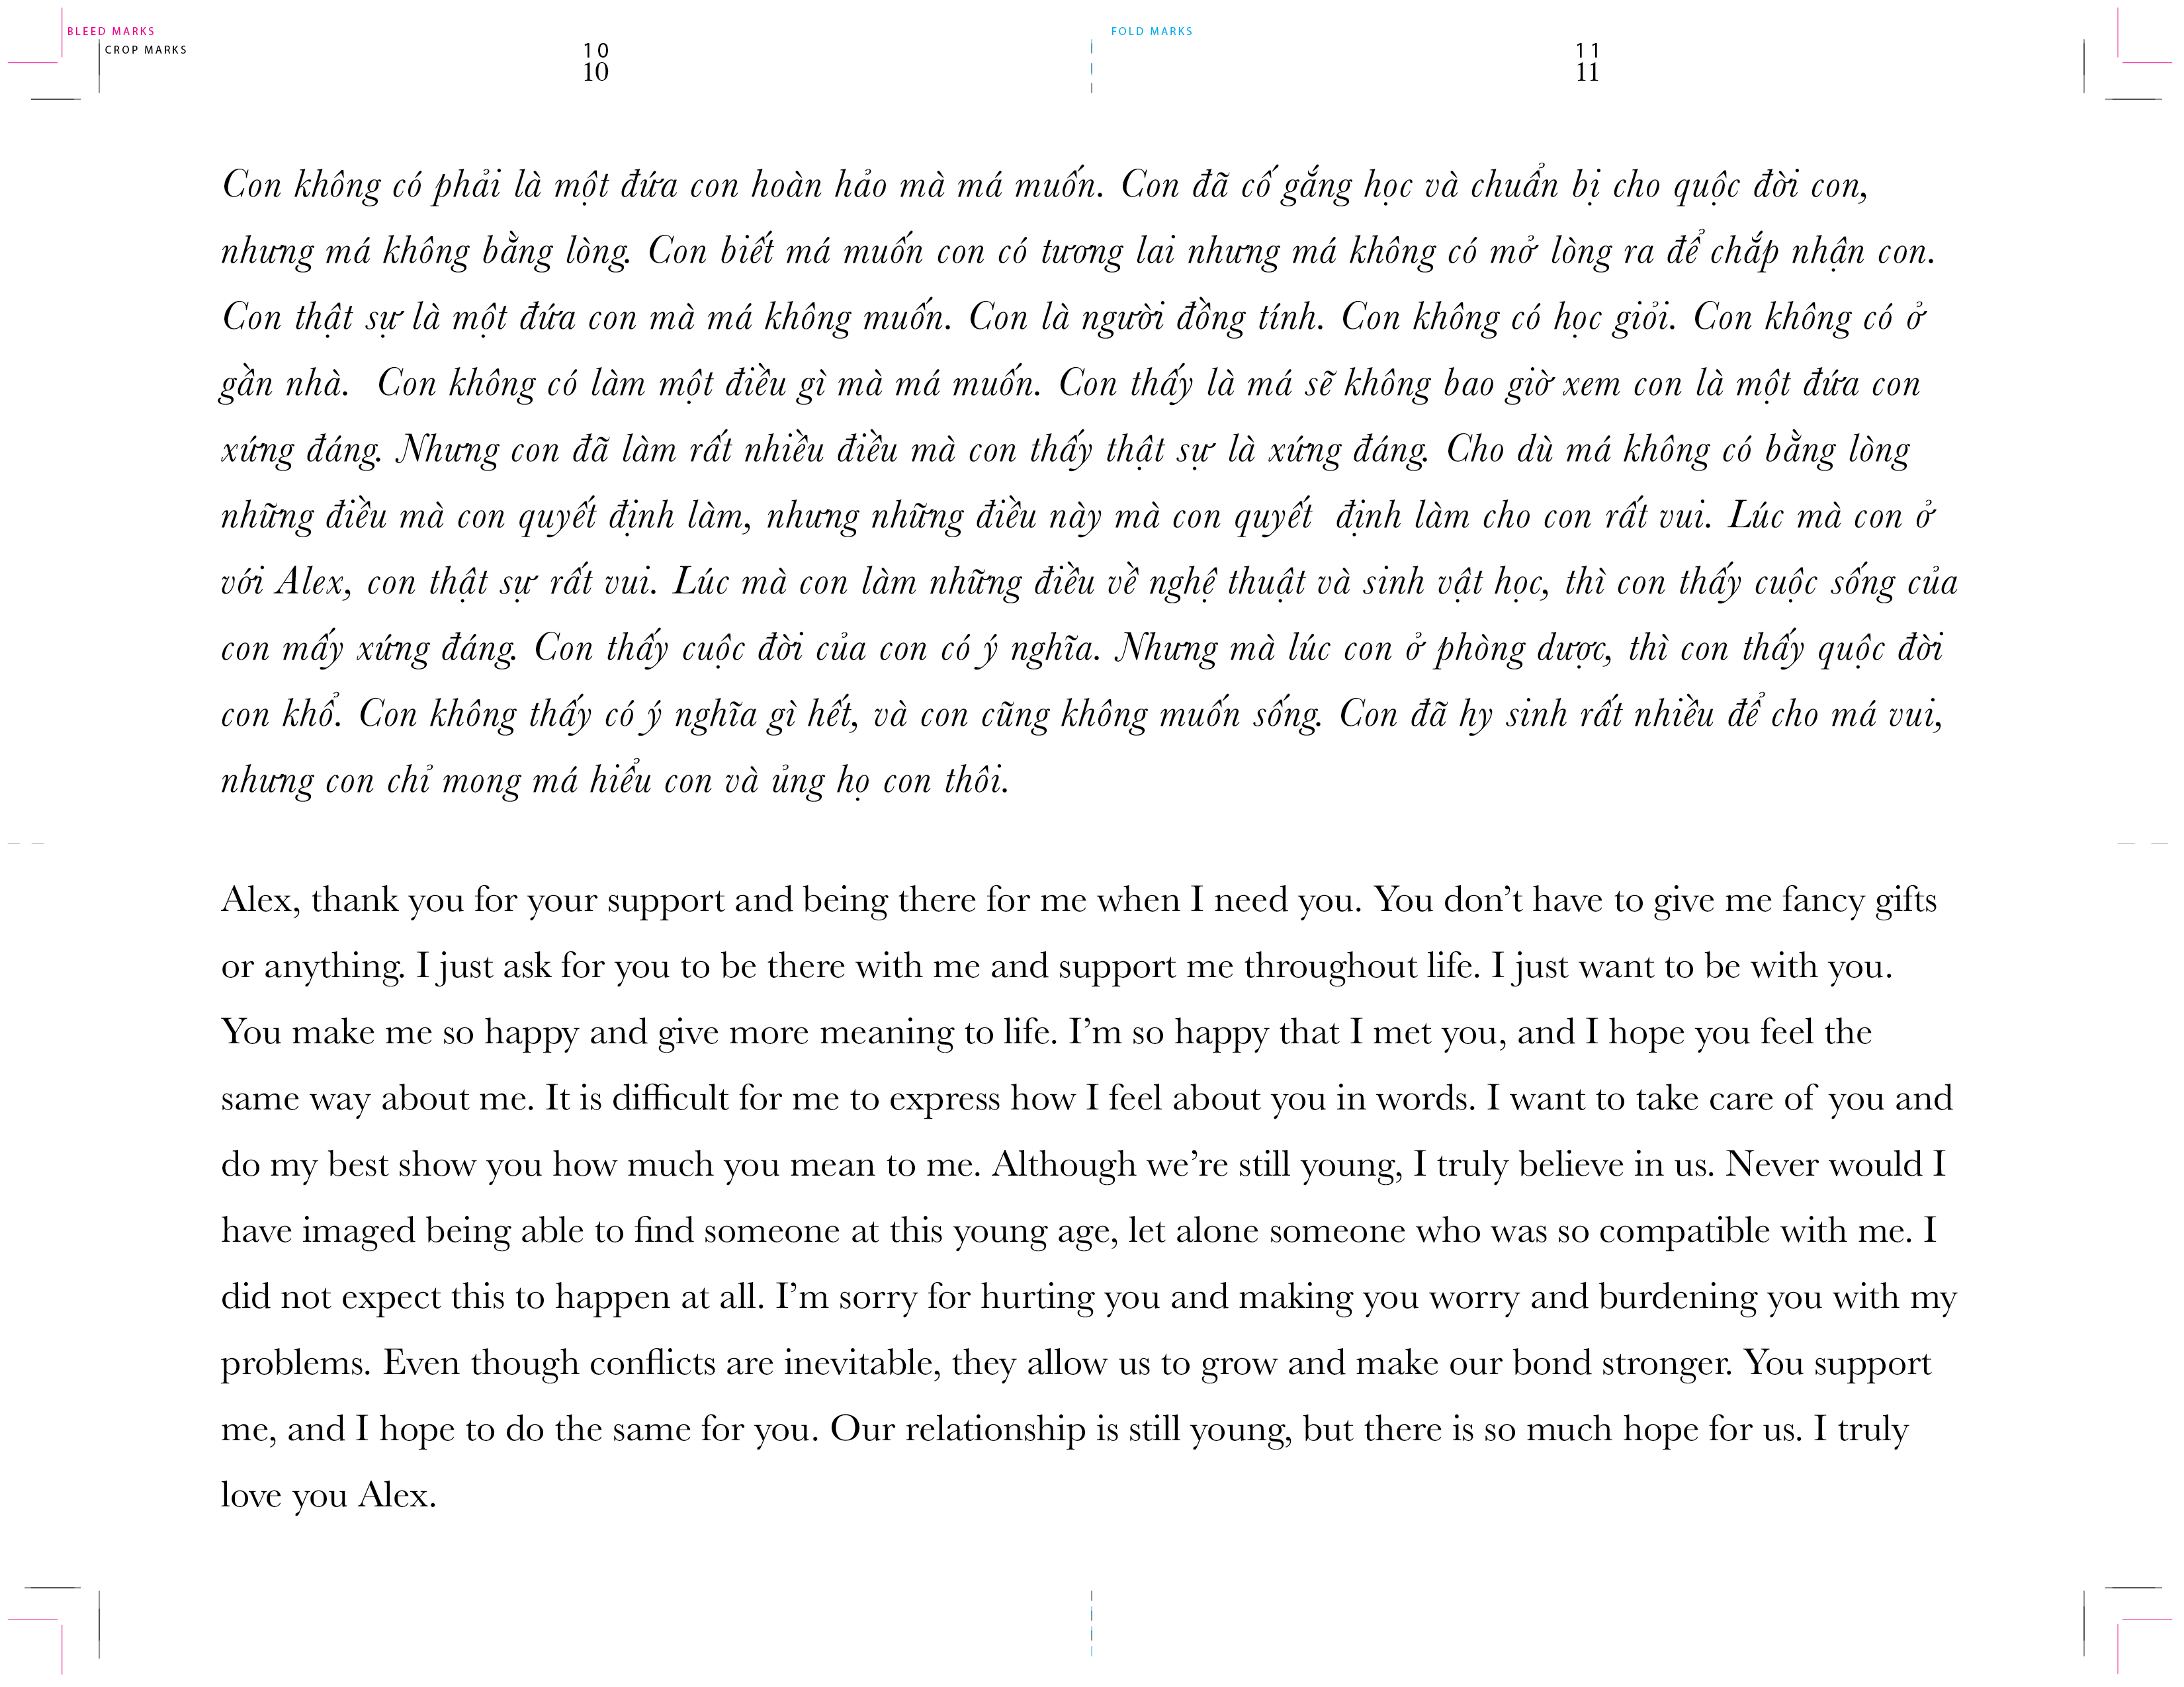 BLEED MARKS
CROP MARKS
FOLD MARKS
10
10
11
11
Con không có phải là một đứa con hoàn hảo mà má muốn. Con đã cố gắng học và chuẩn bị cho quộc đời con,
nhưng má không bằng lòng. Con biết má muốn con có tương lai nhưng má không có mở lòng ra để chắp nhận con.
Con thật sự là một đứa con mà má không muốn. Con là người đồng tính. Con không có học giỏi. Con không có ở
gần nhà. Con không có làm một điều gì mà má muốn. Con thấy là má sẽ không bao giờ xem con là một đứa con
xứng đáng. Nhưng con đã làm rất nhiều điều mà con thấy thật sự là xứng đáng. Cho dù má không có bằng lòng
những điều mà con quyết định làm, nhưng những điều này mà con quyết định làm cho con rất vui. Lúc mà con ở
với Alex, con thật sự rất vui. Lúc mà con làm những điều về nghệ thuật và sinh vật học, thì con thấy cuộc sống của
con mấy xứng đáng. Con thấy cuộc đời của con có ý nghĩa. Nhưng mà lúc con ở phòng dược, thì con thấy quộc đời
con khổ. Con không thấy có ý nghĩa gì hết, và con cũng không muốn sống. Con đã hy sinh rất nhiều để cho má vui,
nhưng con chỉ mong má hiểu con và ủng họ con thôi.
Alex, thank you for your support and being there for me when I need you. You don’t have to give me fancy gifts
or anything. I just ask for you to be there with me and support me throughout life. I just want to be with you.
You make me so happy and give more meaning to life. I’m so happy that I met you, and I hope you feel the
same way about me. It is difficult for me to express how I feel about you in words. I want to take care of you and
do my best show you how much you mean to me. Although we’re still young, I truly believe in us. Never would I
have imaged being able to find someone at this young age, let alone someone who was so compatible with me. I
did not expect this to happen at all. I’m sorry for hurting you and making you worry and burdening you with my
problems. Even though conflicts are inevitable, they allow us to grow and make our bond stronger. You support
me, and I hope to do the same for you. Our relationship is still young, but there is so much hope for us. I truly
love you Alex.